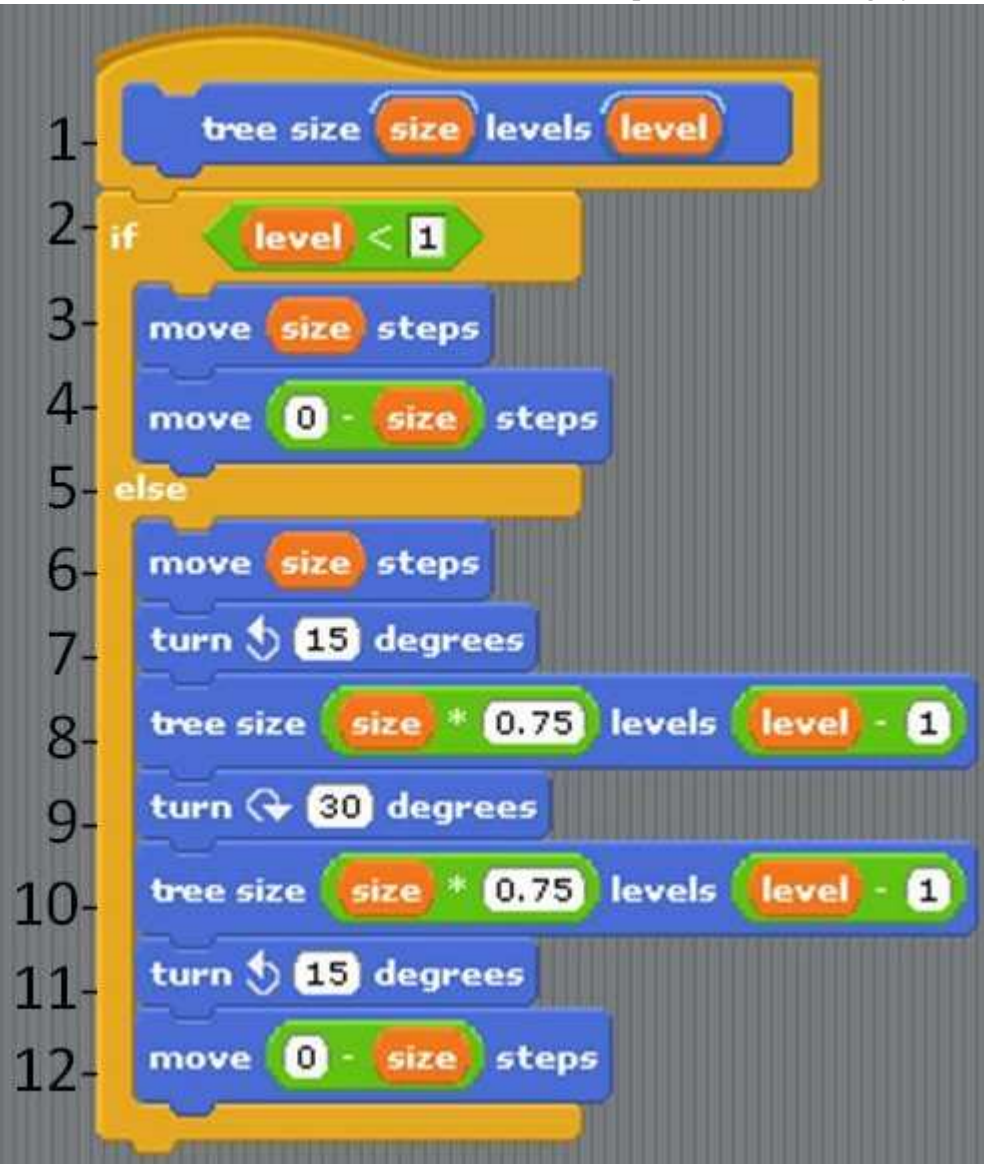 1- tree size size levels level
2- if level < 1
3- move size steps
4- move 0 - size steps
5- else
6- move size steps
7- turn 15 degrees
8- tree size size * 0.75 levels level - 1
9- turn 30 degrees
10- tree size size * 0.75 levels level - 1
11- turn 15 degrees
12- move 0 - size steps